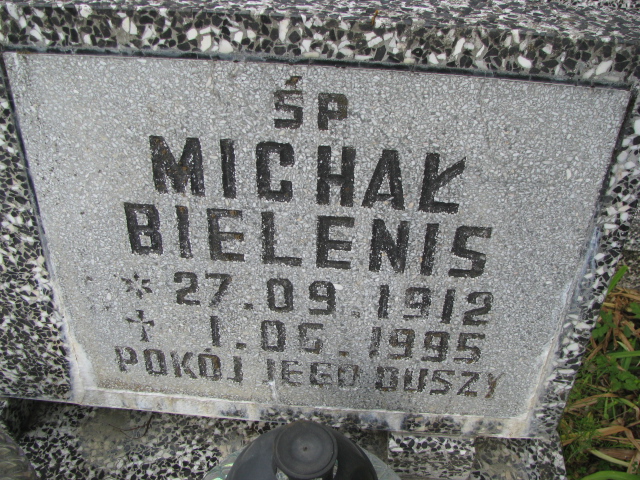 ŚP
MICHAŁ
BIELENIS
* 27.09.1912
† 1.06.1995
POKÓJ JEGO DUSZY